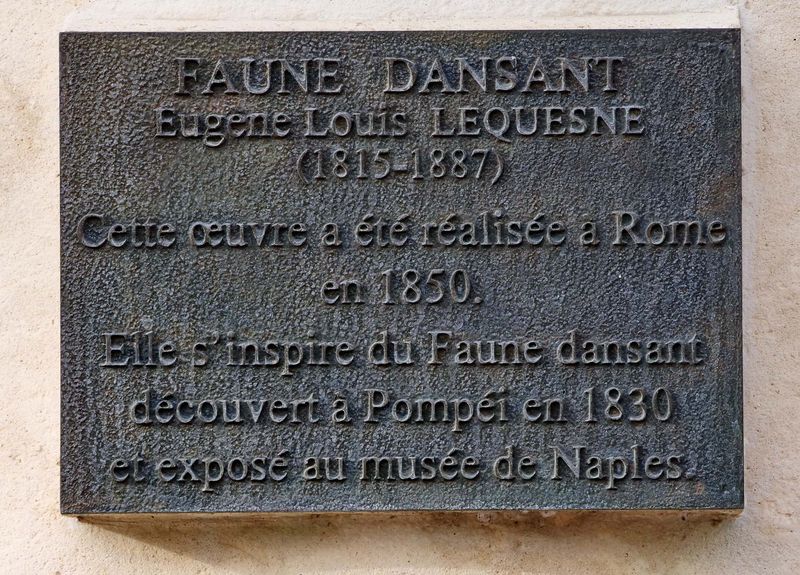 FAUNE DANSANT
Eugène Louis LEQUESNE
(1815-1887)
Cette œuvre a été réalisée à Rome
en 1850.
Elle s'inspire du Faune dansant
découvert à Pompéi en 1830
et exposé au musée de Naples.